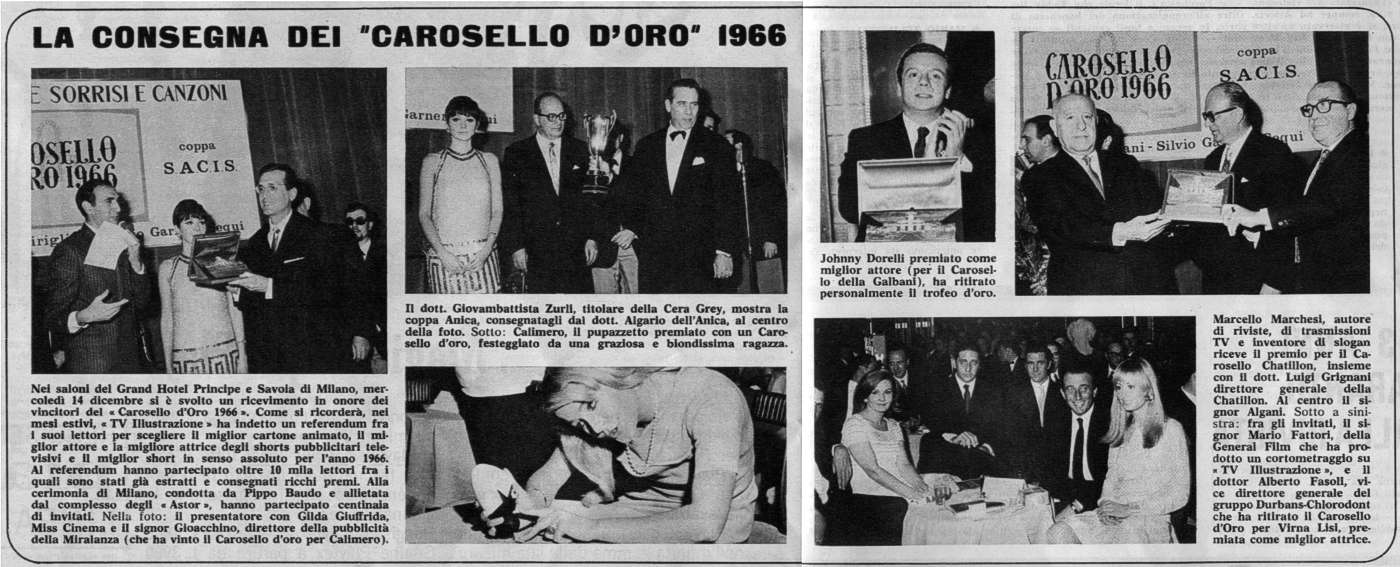 LA CONSEGNA DEI "CAROSELLO D'ORO" 1966
E SORRISI E CANZONI
OSELLO
RO 1966
coppa
S.A.C.I.S.
Nei saloni del Grand Hotel Principe e Savoia di Milano, mer-
coledì 14 dicembre si è svolto un ricevimento in onore dei
vincitori del « Carosello d'Oro 1966 ». Come si ricorderà, nei
mesi estivi, « TV Illustrazione » ha indetto un referendum fra
i suoi lettori per scegliere il miglior cartone animato, il mi-
glior attore e la migliore attrice degli shorts pubblicitari tele-
visivi e il miglior short in senso assoluto per l'anno 1966.
Al referendum hanno partecipato oltre 10 mila lettori fra i
quali sono stati già estratti e consegnati ricchi premi. Alla
cerimonia di Milano, condotta da Pippo Baudo e allietata
dal complesso degli « Astor », hanno partecipato centinaia
di invitati. Nella foto: il presentatore con Gilda Giuffrida,
Miss Cinema e il signor Gioacchino, direttore della pubblicità
della Miralanza (che ha vinto il Carosello d'oro per Calimero).
Garner
qui
Il dott. Giovambattista Zurli, titolare della Cera Grey, mostra la
coppa Anica, consegnatagli dal dott. Algario dell'Anica, al centro
della foto. Sotto: Calimero, il pupazzetto premiato con un Caro-
sello d'oro, festeggiato da una graziosa e biondissima ragazza.
Johnny Dorelli premiato come
miglior attore (per il Carosel-
lo della Galbani), ha ritirato
personalmente il trofeo d'oro.
CAROSELLO
D'ORO 1966
coppa
S.A.C.I.S.
ani - Silvio Ga
equi
Marcello Marchesi, autore
di riviste, di trasmissioni
TV e inventore di slogan
riceve il premio per il Ca-
rosello Chatillon, insieme
con il dott. Luigi Grignani
direttore generale della
Chatillon. Al centro il si-
gnor Algani. Sotto a sini-
stra: fra gli invitati, il si-
gnor Mario Fattori, della
General Film che ha pro-
dotto un cortometraggio su
« TV Illustrazione », e il
dottor Alberto Fasoli, vi-
ce direttore generale del
gruppo Durbans-Chlorodont
che ha ritirato il Carosello
d'Oro per Virna Lisi, pre-
miata come miglior attrice.